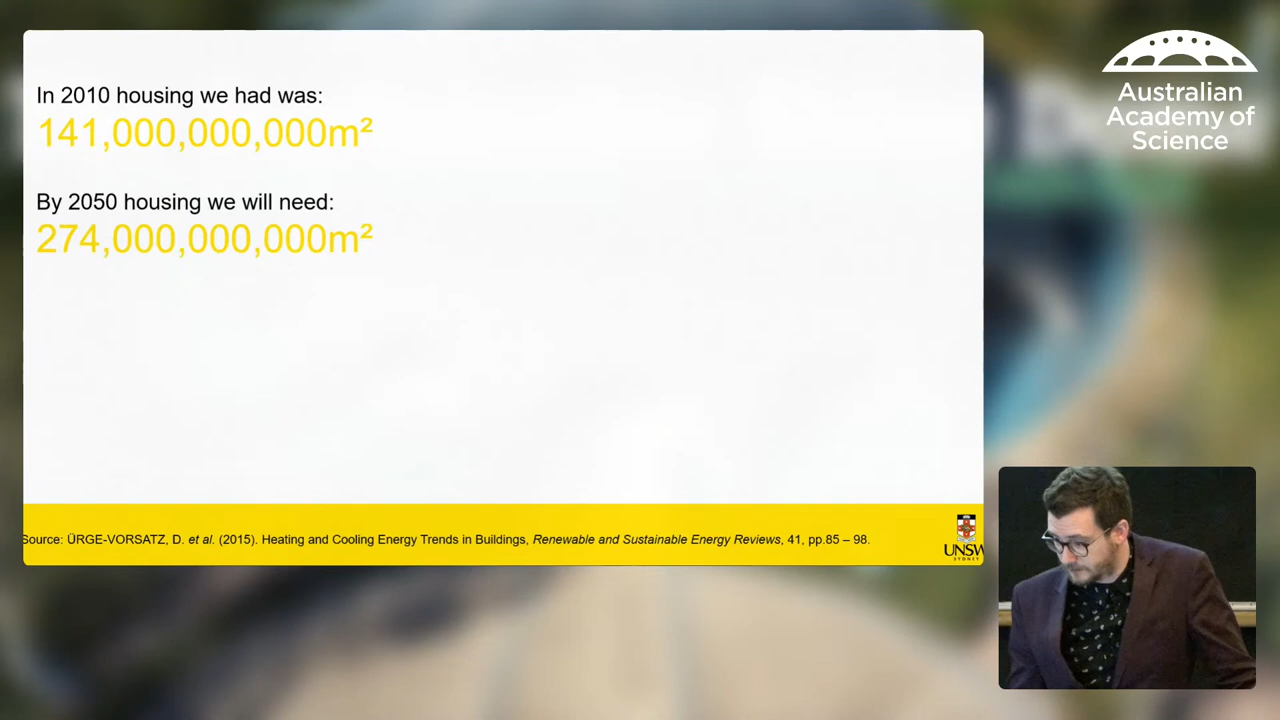 In 2010 housing we had was:
141,000,000,000m²
By 2050 housing we will need:
274,000,000,000m²
Source: ÜRGE-VORSATZ, D. et al. (2015). Heating and Cooling Energy Trends in Buildings, Renewable and Sustainable Energy Reviews, 41, pp.85 – 98.
UNSW
SYDNEY
Australian
Academy of
Science